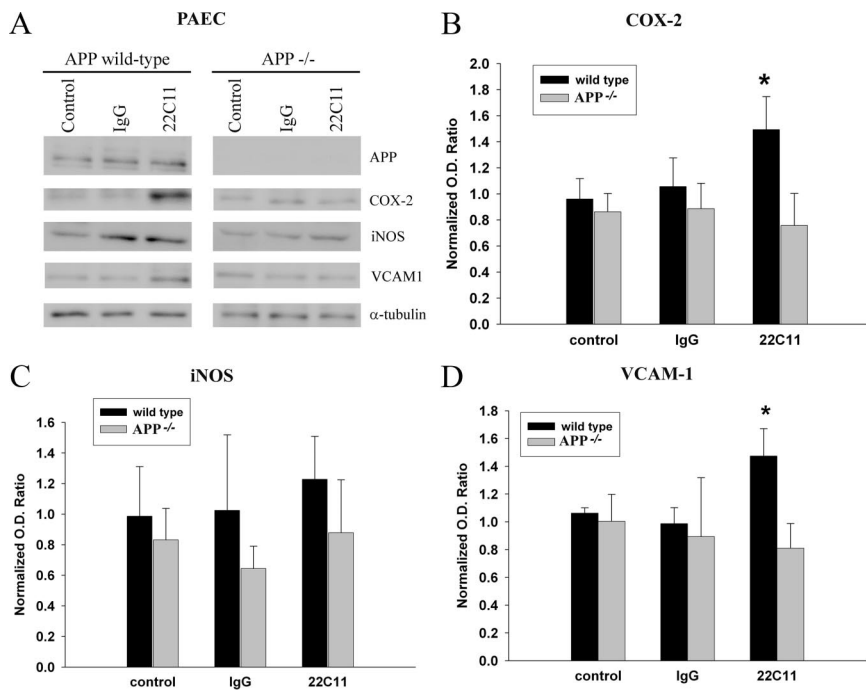 A
PAEC
APP wild-type
APP -/-
Control
IgG
22C11
Control
IgG
22C11
APP
COX-2
iNOS
VCAM1
α-tubulin
B
COX-2
Normalized O.D. Ratio
2.0
1.8
1.6
1.4
1.2
1.0
0.8
0.6
0.4
0.2
0.0
wild type
APP -/-
*
control
IgG
22C11
C
iNOS
Normalized O.D. Ratio
1.6
1.4
1.2
1.0
0.8
0.6
0.4
0.2
0.0
wild type
APP -/-
control
IgG
22C11
D
VCAM-1
Normalized O.D. Ratio
1.8
1.6
1.4
1.2
1.0
0.8
0.6
0.4
0.2
0.0
wild type
APP -/-
*
control
IgG
22C11